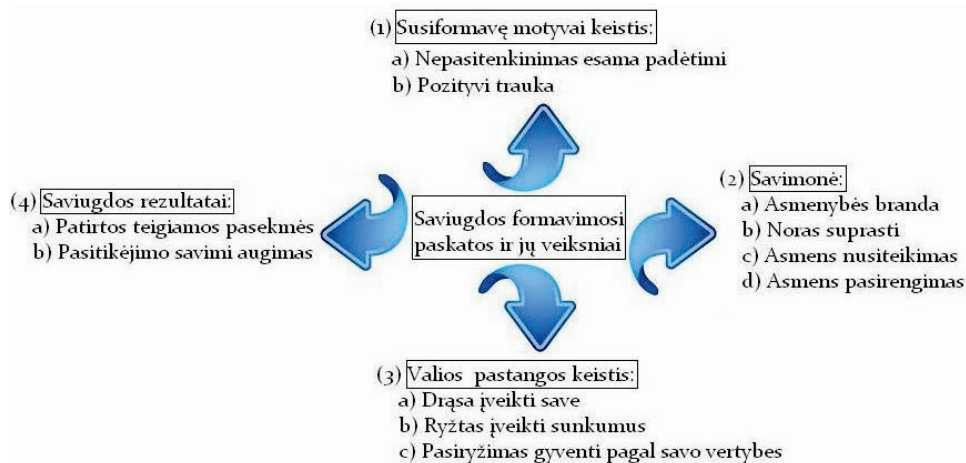 (1) Susiformavę motyvai keistis:
a) Nepasitenkinimas esama padėtimi
b) Pozityvi trauka
(2) Savimonė:
a) Asmenybės branda
b) Noras suprasti
c) Asmens nusiteikimas
d) Asmens pasirengimas
(3) Valios pastangos keistis:
a) Drąsa įveikti save
b) Ryžtas įveikti sunkumus
c) Pasiryžimas gyventi pagal savo vertybes
(4) Saviugdos rezultatai:
a) Patirtos teigiamos pasekmės
b) Pasitikėjimo savimi augimas
Saviugdos formavimosi
paskatos ir jų veiksniai